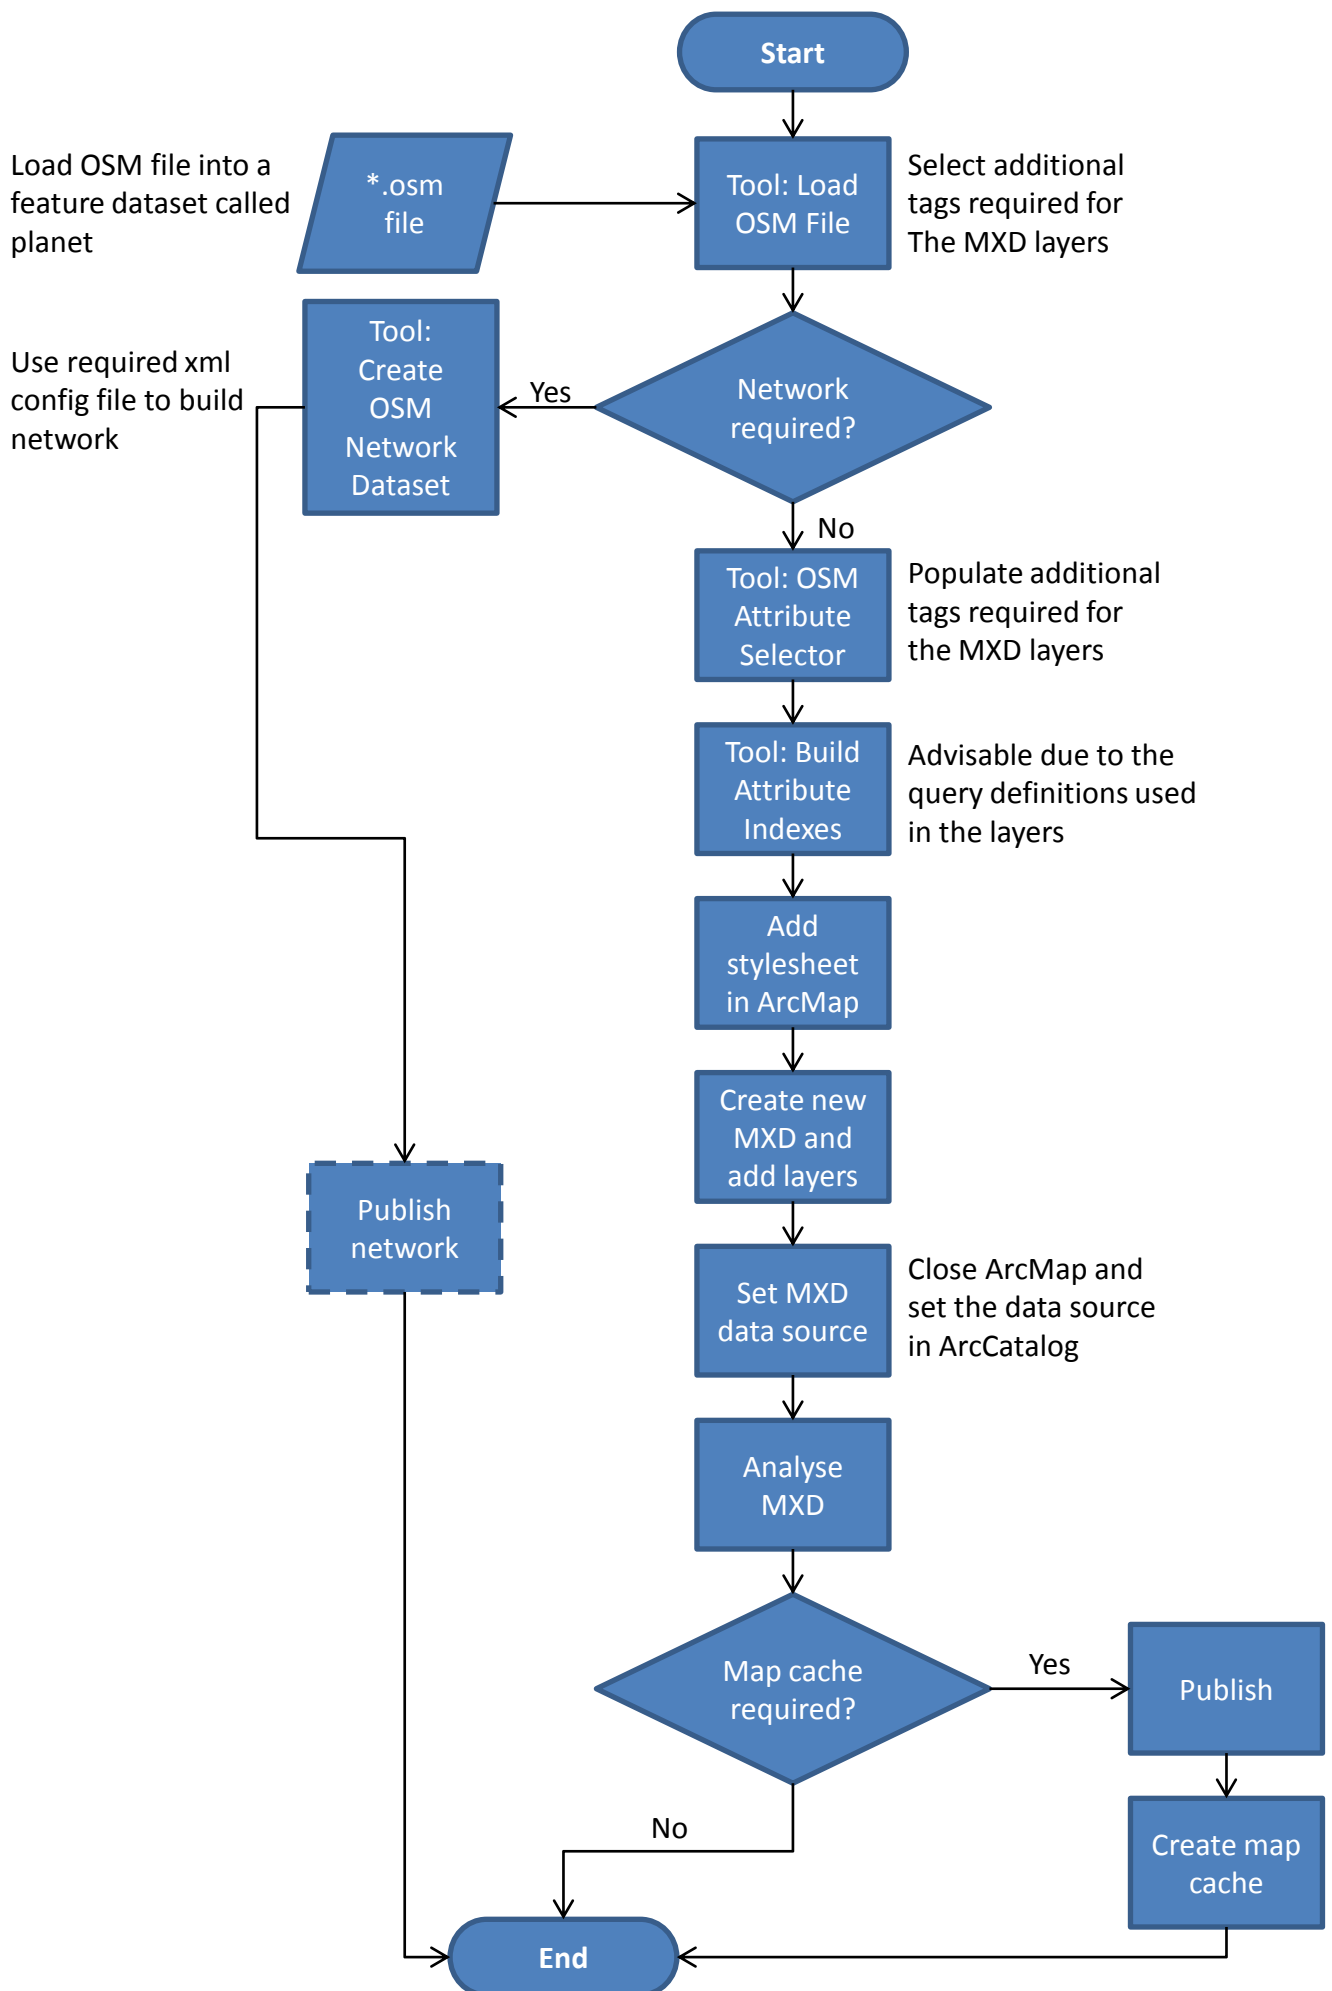 Start
Load OSM file into a
feature dataset called
planet
*.osm
file
Tool: Load
OSM File
Select additional
tags required for
The MXD layers
Use required xml
config file to build
network
Tool:
Create
OSM
Network
Dataset
Yes
Network
required?
No
Tool: OSM
Attribute
Selector
Populate additional
tags required for
the MXD layers
Tool: Build
Attribute
Indexes
Advisable due to the
query definitions used
in the layers
Add
stylesheet
in ArcMap
Create new
MXD and
add layers
Publish
network
Set MXD
data source
Close ArcMap and
set the data source
in ArcCatalog
Analyse
MXD
Map cache
required?
Yes
Publish
No
Create map
cache
End